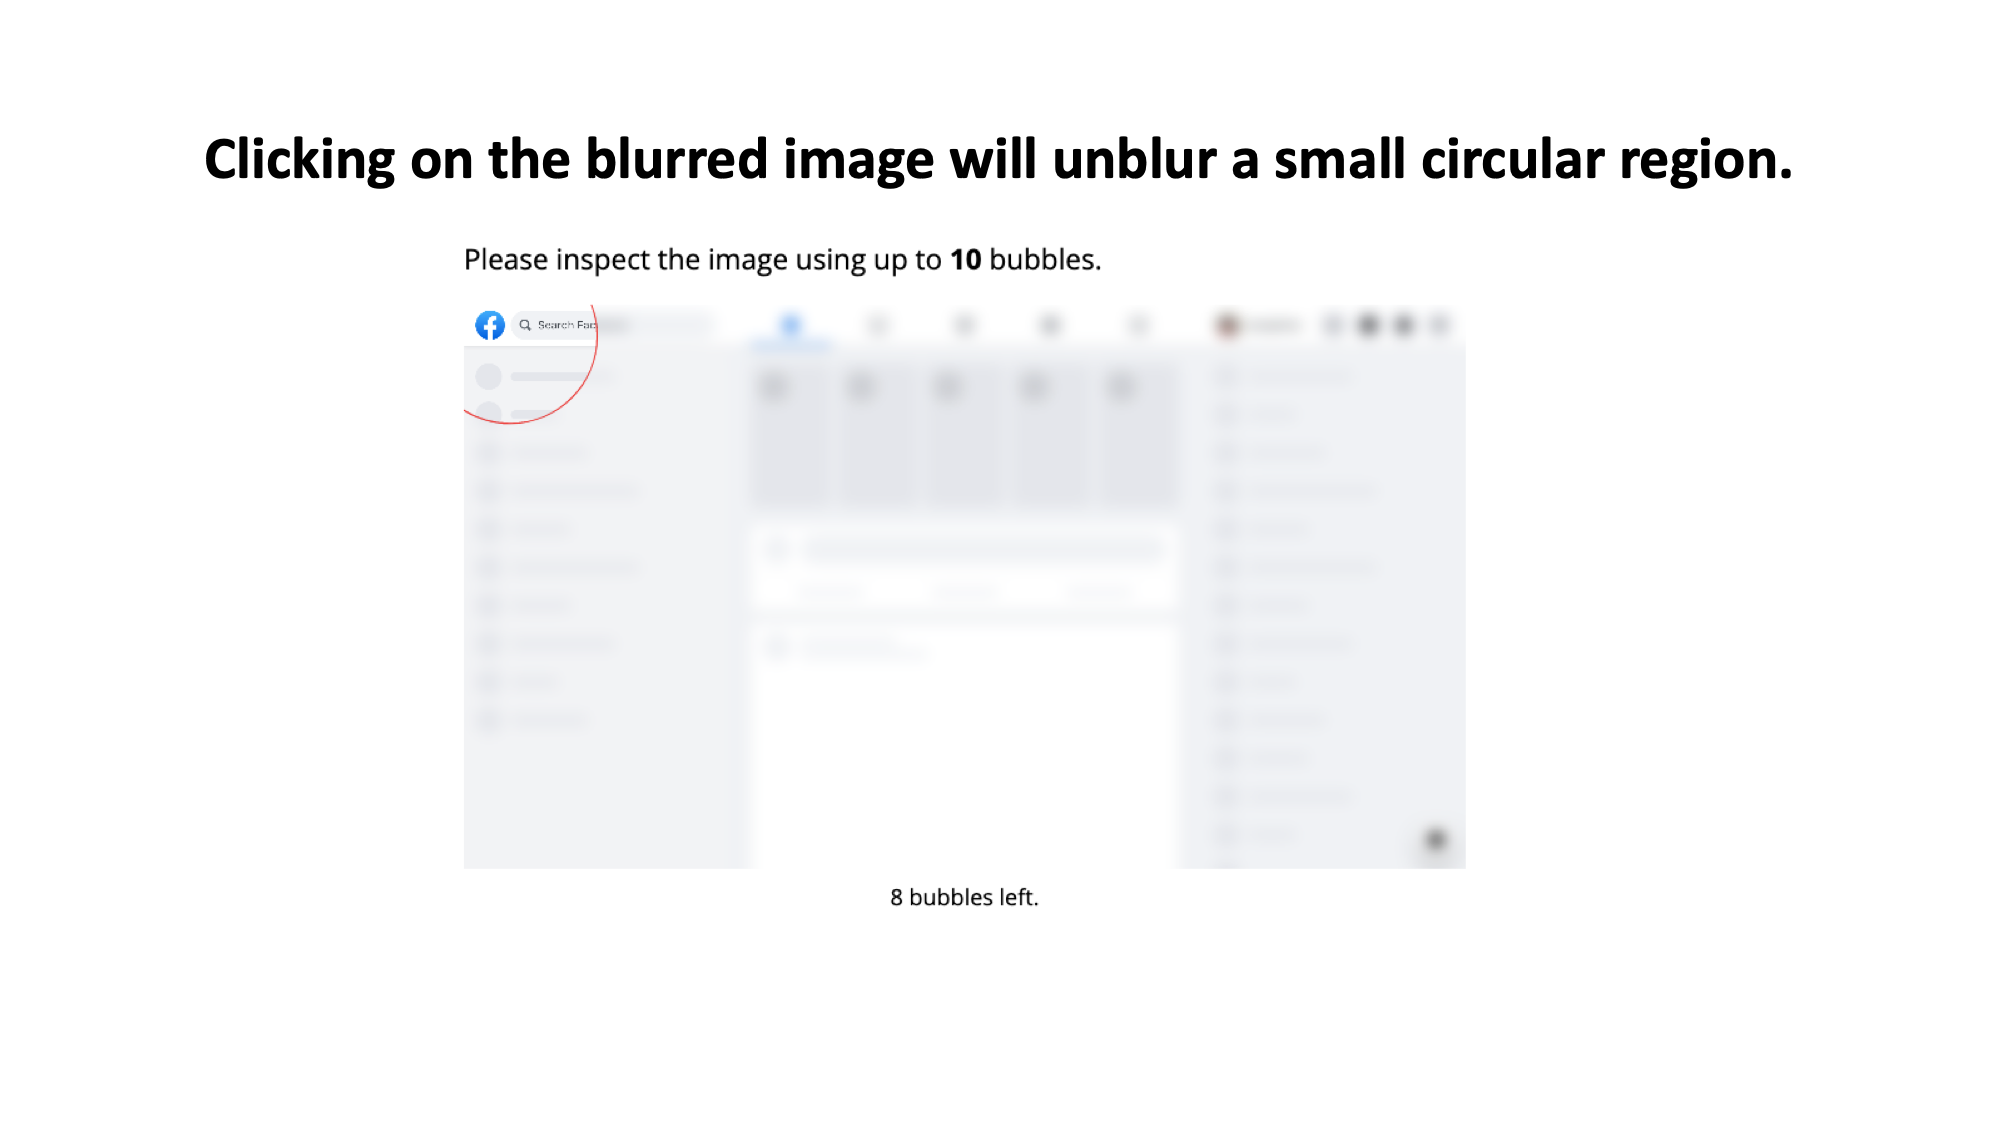 Clicking on the blurred image will unblur a small circular region.
Please inspect the image using up to 10 bubbles.
Search Fac
8 bubbles left.